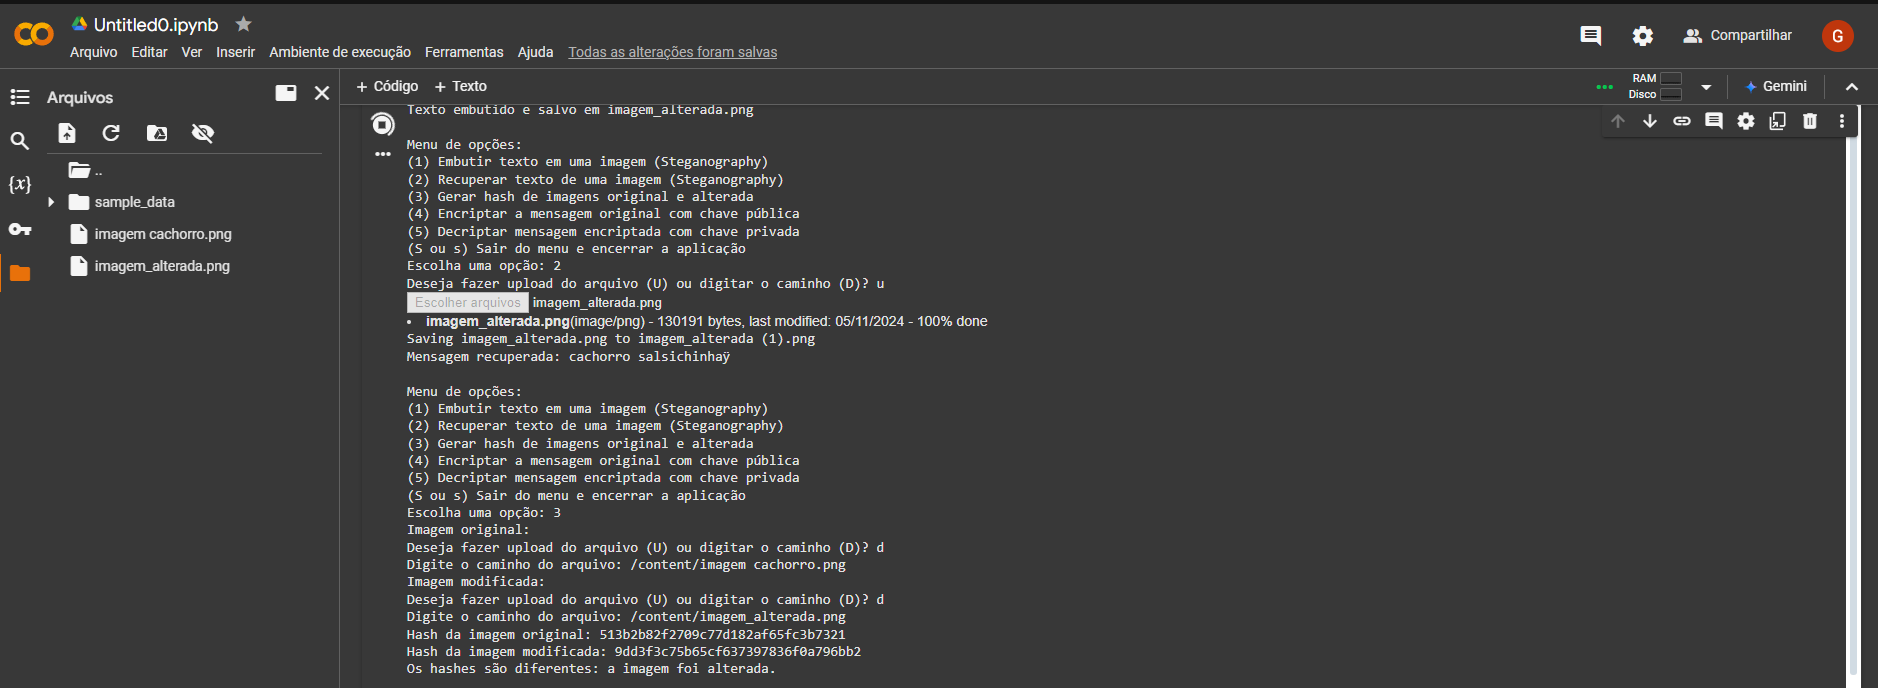 Untitled0.ipynb
Arquivo Editar Ver Inserir Ambiente de execução Ferramentas Ajuda Todas as alterações foram salvas
Compartilhar
G
Arquivos
+ Código + Texto
RAM
Disco
Gemini
..
sample_data
imagem cachorro.png
imagem_alterada.png
{x}
Texto embutido e salvo em imagem_alterada.png
Menu de opções:
(1) Embutir texto em uma imagem (Steganography)
(2) Recuperar texto de uma imagem (Steganography)
(3) Gerar hash de imagens original e alterada
(4) Encriptar a mensagem original com chave pública
(5) Decriptar mensagem encriptada com chave privada
(S ou s) Sair do menu e encerrar a aplicação
Escolha uma opção: 2
Deseja fazer upload do arquivo (U) ou digitar o caminho (D)? u
Escolher arquivos imagem_alterada.png
• imagem_alterada.png(image/png) - 130191 bytes, last modified: 05/11/2024 - 100% done
Saving imagem_alterada.png to imagem_alterada (1).png
Mensagem recuperada: cachorro salsichinhaÿ
Menu de opções:
(1) Embutir texto em uma imagem (Steganography)
(2) Recuperar texto de uma imagem (Steganography)
(3) Gerar hash de imagens original e alterada
(4) Encriptar a mensagem original com chave pública
(5) Decriptar mensagem encriptada com chave privada
(S ou s) Sair do menu e encerrar a aplicação
Escolha uma opção: 3
Imagem original:
Deseja fazer upload do arquivo (U) ou digitar o caminho (D)? d
Digite o caminho do arquivo: /content/imagem cachorro.png
Imagem modificada:
Deseja fazer upload do arquivo (U) ou digitar o caminho (D)? d
Digite o caminho do arquivo: /content/imagem_alterada.png
Hash da imagem original: 513b2b82f2709c77d182af65fc3b7321
Hash da imagem modificada: 9dd3f3c75b65cf637397836f0a796bb2
Os hashes são diferentes: a imagem foi alterada.